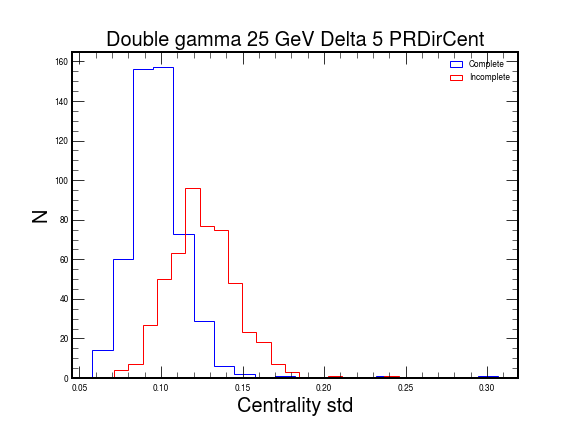 Double gamma 25 GeV Delta 5 PRDirCent
Complete
Incomplete
N
160
140
120
100
80
60
40
20
0
0.05 0.10 0.15 0.20 0.25 0.30
Centrality std